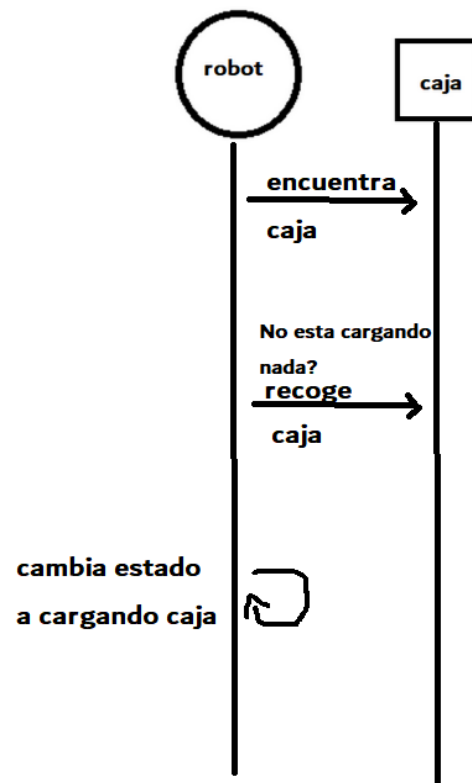 robot
caja
encuentra
caja
No esta cargando
nada?
recoge
caja
cambia estado
a cargando caja